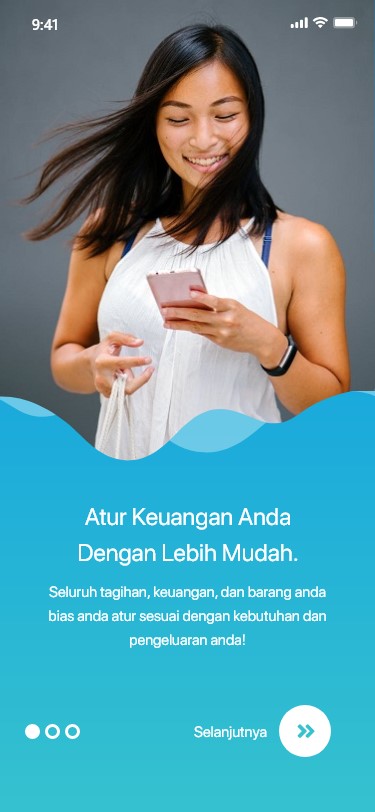 9:41
Atur Keuangan Anda
Dengan Lebih Mudah.
Seluruh tagihan, keuangan, dan barang anda
bias anda atur sesuai dengan kebutuhan dan
pengeluaran anda!
Selanjutnya